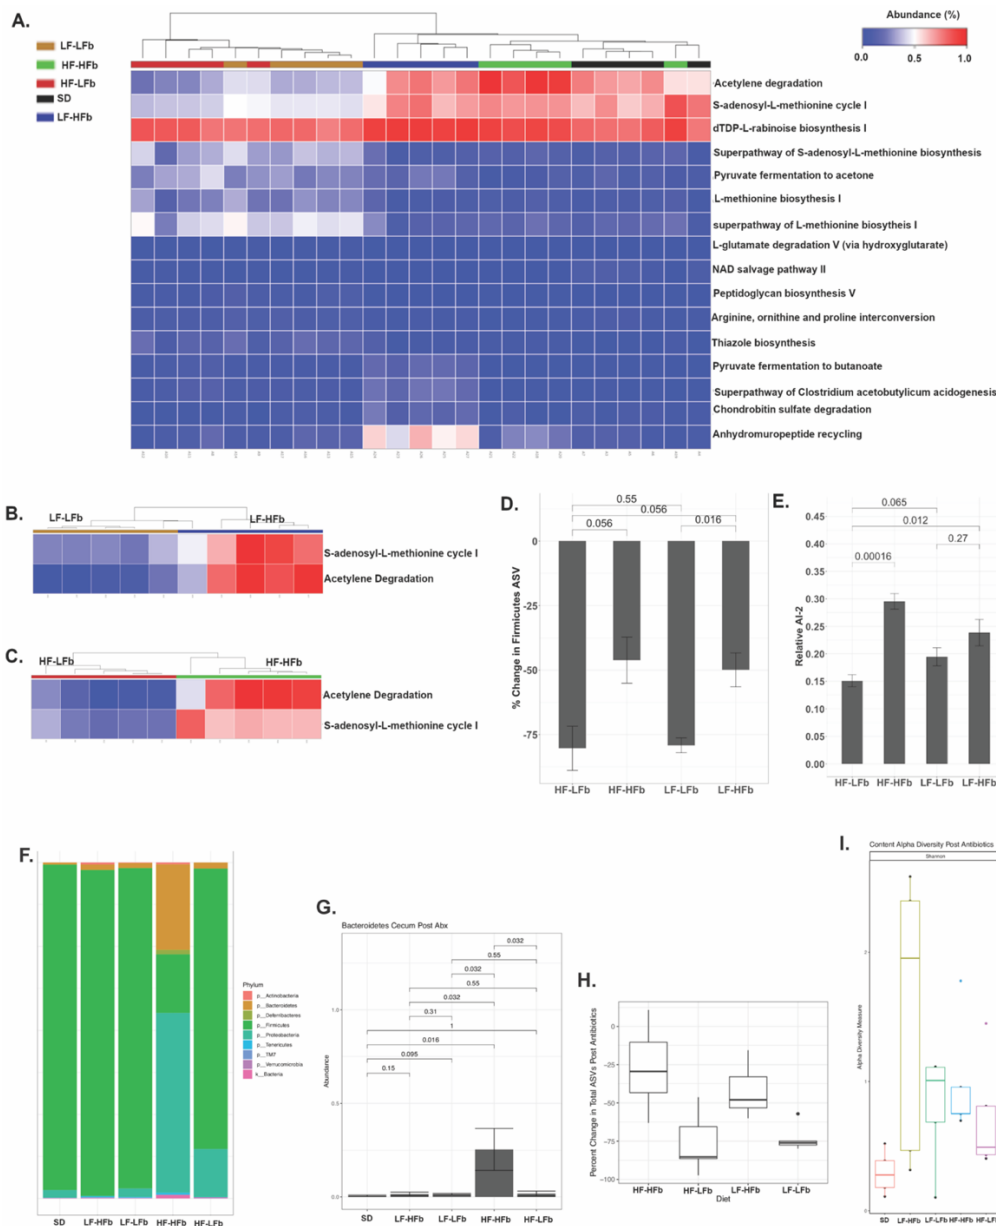 A.
Abundance (%)
0.0 0.5 1.0
LF-LFb
HF-HFb
HF-LFb
SD
LF-HFb
Acetylene degradation
S-adenosyl-L-methionine cycle I
dTDP-L-rabinoise biosynthesis I
Superpathway of S-adenosyl-L-methionine biosynthesis
Pyruvate fermentation to acetone
L-methionine biosythesis I
superpathway of L-methionine biosytheis I
L-glutamate degradation V (via hydroxyglutarate)
NAD salvage pathway II
Peptidoglycan biosynthesis V
Arginine, ornithine and proline interconversion
Thiazole biosynthesis
Pyruvate fermentation to butanoate
Superpathway of Clostridium acetobutylicum acidogenesis
Chondrobitin sulfate degradation
Anhydromuropeptide recycling
B.
LF-LFb LF-HFb
S-adenosyl-L-methionine cycle I
Acetylene Degradation
C.
HF-LFb HF-HFb
Acetylene Degradation
S-adenosyl-L-methionine cycle I
D.
0.55
0.056
0.056 0.016
% Change in Firmicutes ASV
0
-25
-50
-75
HF-LFb HF-HFb LF-LFb LF-HFb
E.
0.065
0.012
0.27
0.00016
Relative AI-2
0.45
0.40
0.35
0.30
0.25
0.20
0.15
0.10
0.05
0.00
HF-LFb HF-HFb LF-LFb LF-HFb
F.
Phylum
p__Actinobacteria
p__Bacteroidetes
p__Deferribacteres
p__Firmicutes
p__Proteobacteria
p__Tenericutes
p__TM7
p__Verrucomicrobia
k__Bacteria
SD LF-HFb LF-LFb HF-HFb HF-LFb
G.
Bacteroidetes Cecum Post Abx
0.032
0.55
0.032
0.55
0.032
0.31
1
0.016
0.095
0.15
Abundance
1.0
0.5
0.0
SD LF-HFb LF-LFb HF-HFb HF-LFb
H.
Percent Change in Total ASVs Post Antibiotics
0
-25
-50
-75
-100
HF-HFb HF-LFb LF-HFb LF-LFb
Diet
I.
Content Alpha Diversity Post Antibiotics
Shannon
Alpha Diversity Measure
2
1
0
SD LF-HFb LF-LFb HF-HFb HF-LFb